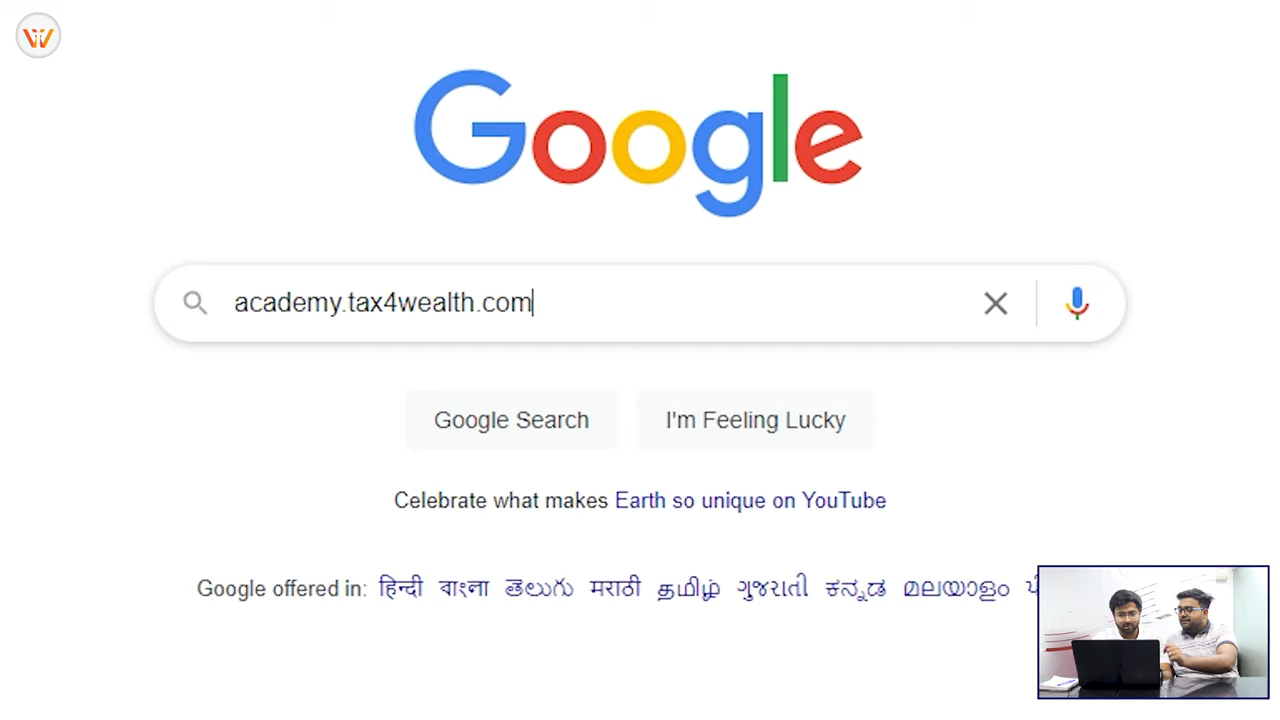 Google
academy.tax4wealth.com
Google Search I'm Feeling Lucky
Celebrate what makes Earth so unique on YouTube
Google offered in: हिन्दी বাংলা తెలుగు मराठी தமிழ் ગુજરાતી ಕನ್ನಡ മലയാളം